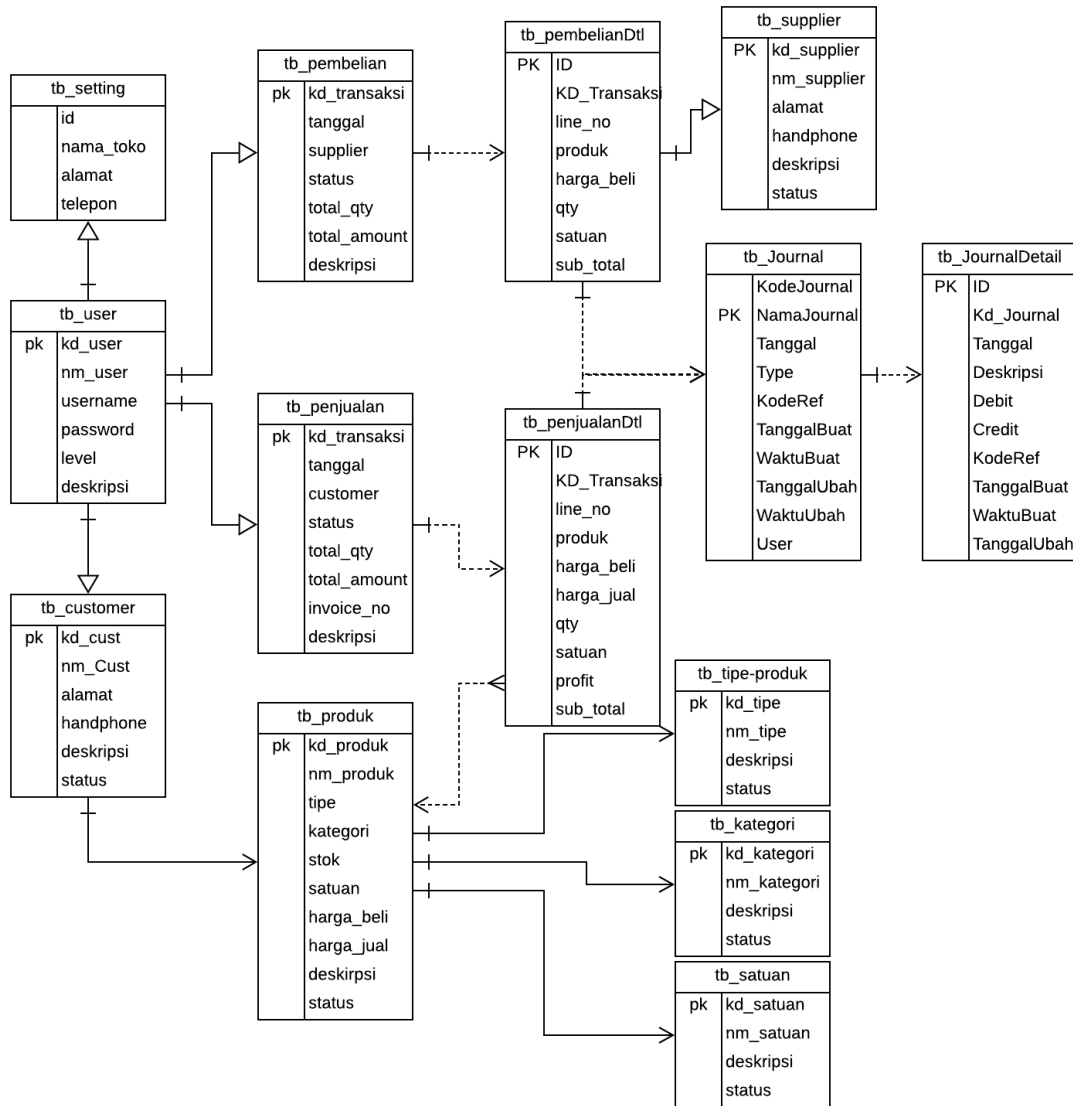 tb_setting
id
nama_toko
alamat
telepon
tb_user
pk kd_user
nm_user
username
password
level
deskripsi
tb_customer
pk kd_cust
nm_Cust
alamat
handphone
deskripsi
status
tb_pembelian
pk kd_transaksi
tanggal
supplier
status
total_qty
total_amount
deskripsi
tb_penjualan
pk kd_transaksi
tanggal
customer
status
total_qty
total_amount
invoice_no
deskripsi
tb_produk
pk kd_produk
nm_produk
tipe
kategori
stok
satuan
harga_beli
harga_jual
deskirpsi
status
tb_pembelianDtl
PK ID
KD_Transaksi
line_no
produk
harga_beli
qty
satuan
sub_total
tb_penjualanDtl
PK ID
KD_Transaksi
line_no
produk
harga_beli
harga_jual
qty
satuan
profit
sub_total
tb_supplier
PK kd_supplier
nm_supplier
alamat
handphone
deskripsi
status
tb_Journal
KodeJournal
PK NamaJournal
Tanggal
Type
KodeRef
TanggalBuat
WaktuBuat
TanggalUbah
WaktuUbah
User
tb_JournalDetail
PK ID
Kd_Journal
Tanggal
Deskripsi
Debit
Credit
KodeRef
TanggalBuat
WaktuBuat
TanggalUbah
tb_tipe-produk
pk kd_tipe
nm_tipe
deskripsi
status
tb_kategori
pk kd_kategori
nm_kategori
deskripsi
status
tb_satuan
pk kd_satuan
nm_satuan
deskripsi
status